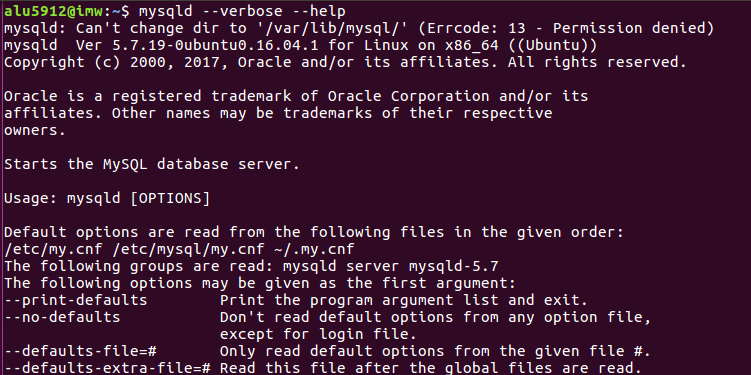 alu5912@imw:~$ mysqld --verbose --help
mysqld: Can't change dir to '/var/lib/mysql/' (Errcode: 13 - Permission denied)
mysqld  Ver 5.7.19-0ubuntu0.16.04.1 for Linux on x86_64 ((Ubuntu))
Copyright (c) 2000, 2017, Oracle and/or its affiliates. All rights reserved.

Oracle is a registered trademark of Oracle Corporation and/or its
affiliates. Other names may be trademarks of their respective
owners.

Starts the MySQL database server.

Usage: mysqld [OPTIONS]

Default options are read from the following files in the given order:
/etc/my.cnf /etc/mysql/my.cnf ~/.my.cnf
The following groups are read: mysqld server mysqld-5.7
The following options may be given as the first argument:
--print-defaults        Print the program argument list and exit.
--no-defaults           Don't read default options from any option file,
                        except for login file.
--defaults-file=#       Only read default options from the given file #.
--defaults-extra-file=# Read this file after the global files are read.